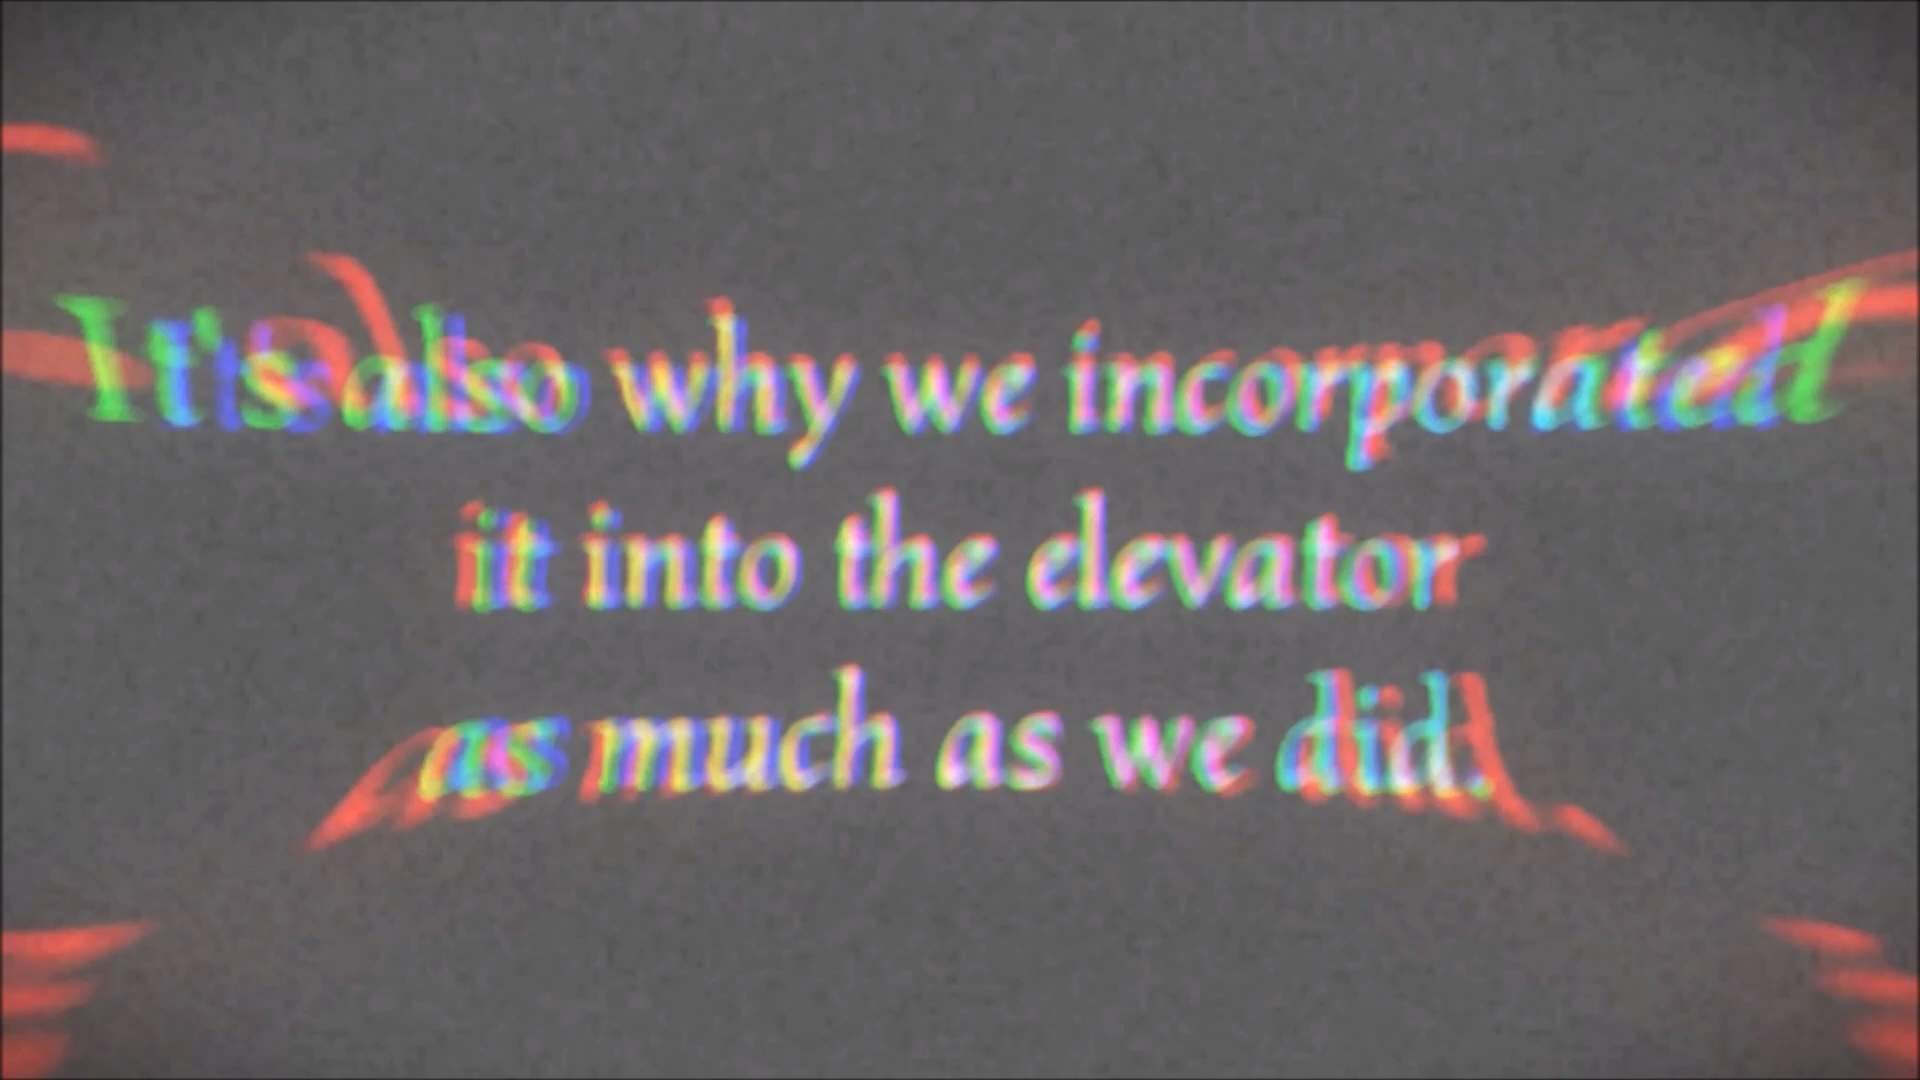 It's also why we incorporated
it into the elevator
as much as we did.